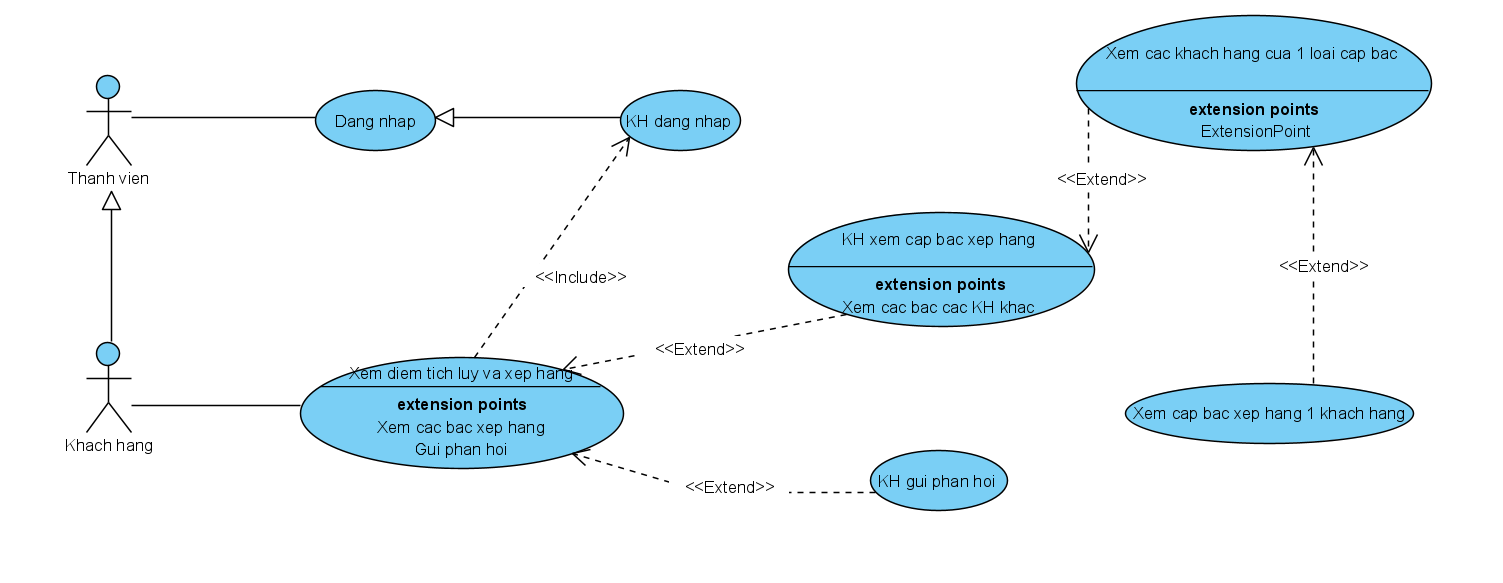 Xem cac khach hang cua 1 loai cap bac
extension points
ExtensionPoint
Thanh vien
Dang nhap
KH dang nhap
<<Extend>>
KH xem cap bac xep hang
extension points
Xem cac bac cac KH khac
<<Extend>>
<<Include>>
<<Extend>>
Xem diem tich luy va xep hang
extension points
Xem cac bac xep hang
Gui phan hoi
Xem cap bac xep hang 1 khach hang
Khach hang
<<Extend>>
KH gui phan hoi